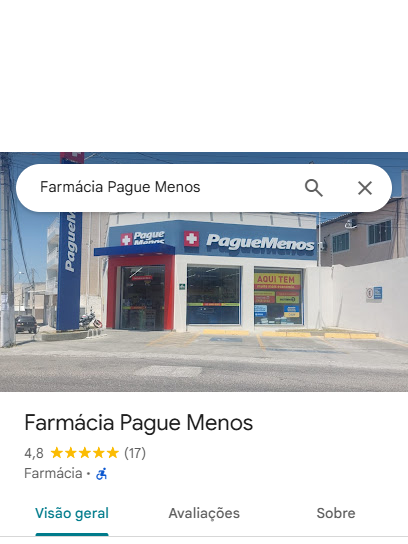 Farmácia Pague Menos
PagueMenos
Pague
Menos
PagueMenos
AQUI TEM
Farmácia Pague Menos
4,8 (17)
Farmácia ·
Visão geral
Avaliações
Sobre